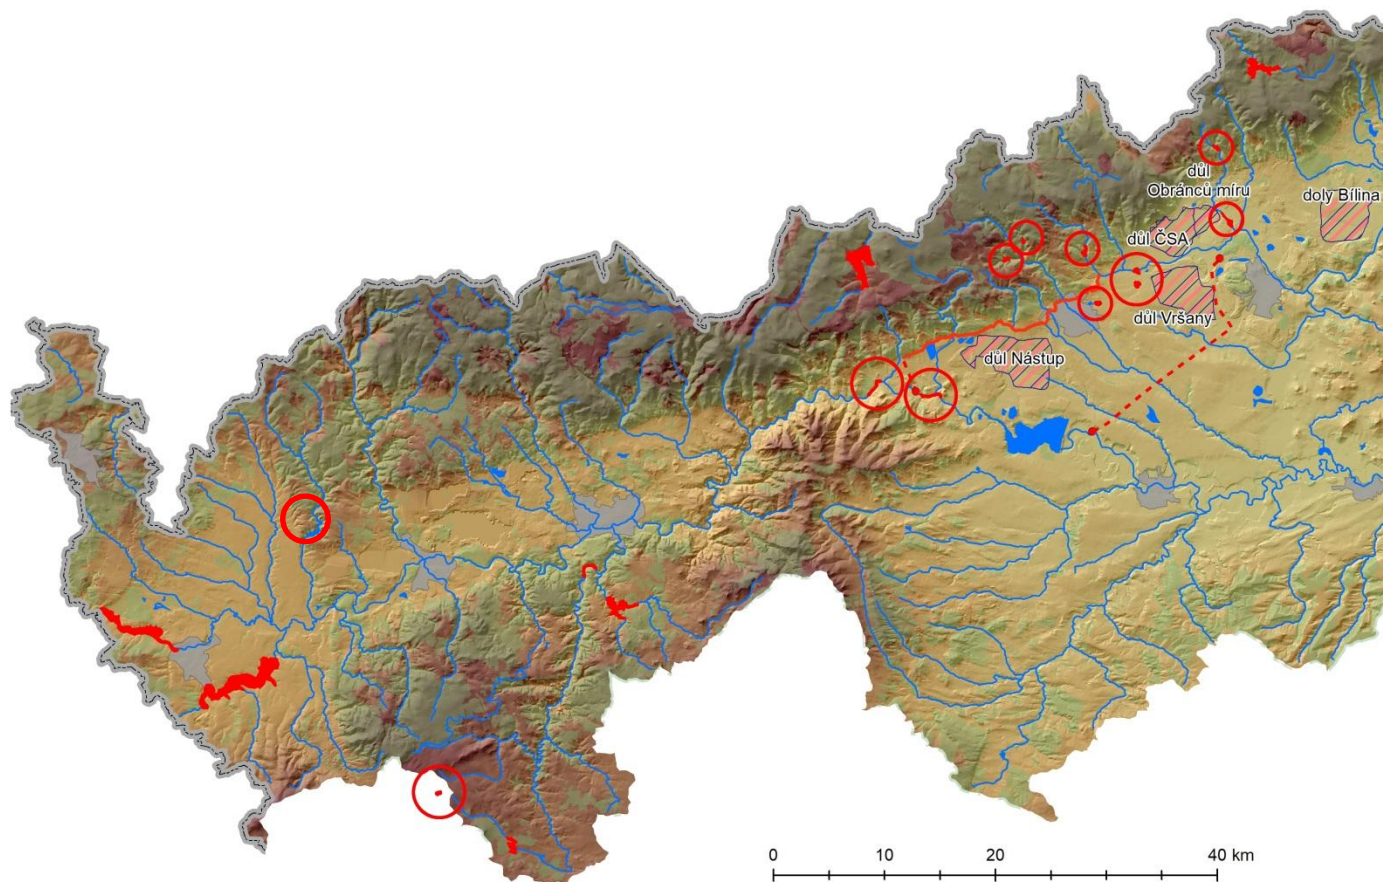 důl
Obránců míru
doly Bílina
důl ČSA
důl Vršany
důl Nástup
0 10 20 40 km